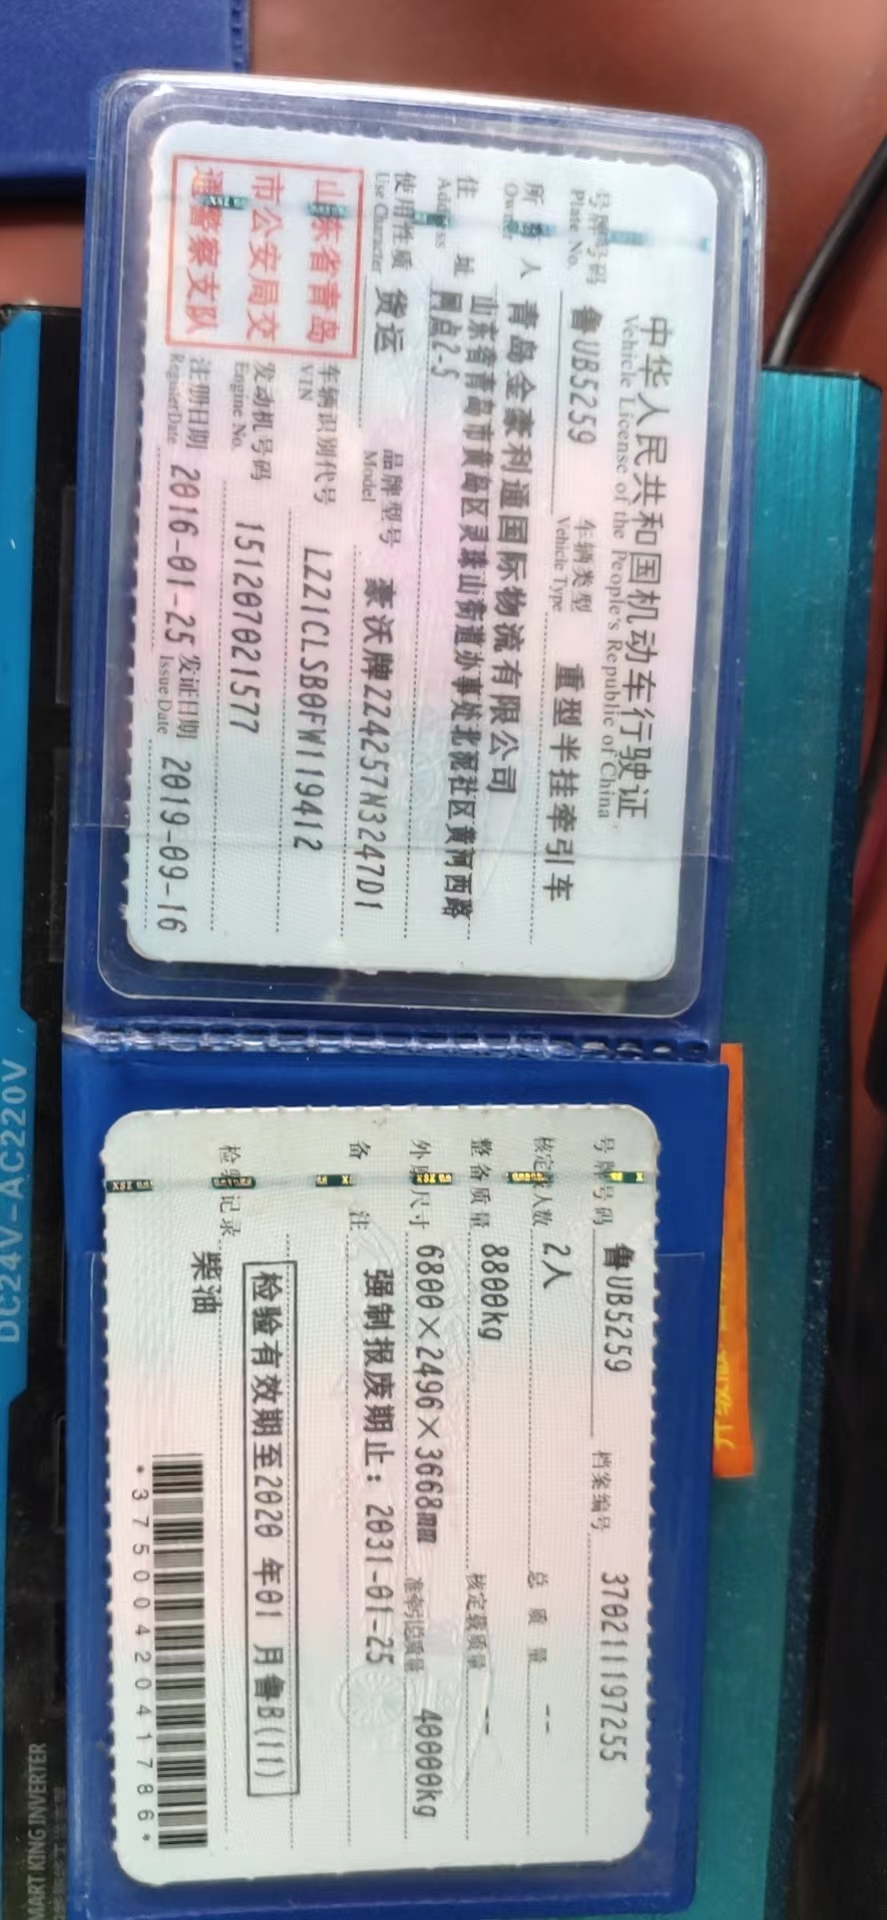 中华人民共和国机动车行驶证
Vehicle License of the People's Republic of China
号牌号码 鲁UB5259 车辆类型 重型半挂牵引车
Plate No. Vehicle Type
所有人 青岛金豪利通国际物流有限公司
Owner
住址 山东省青岛市黄岛区灵珠山街道办事处北泥社区黄河西路
Address 网点2-5
使用性质 货运 品牌型号 豪沃牌ZZ4257N3247D1
Use Character Model
山东省青岛
市公安局交
通警察支队
车辆识别代号 LZZ1CLSB0FW119412
VIN
发动机号码 151207021577
Engine No.
注册日期 2016-01-25 发证日期 2019-09-16
Register Date Issue Date
号牌号码 鲁UB5259 档案编号 370211197255
核定载人数 2人 总质量 --
整备质量 8800kg 核定载质量 --
外廓尺寸 6800×2496×3668mm 准牵引总质量 40000kg
备注 强制报废期止：2031-01-25
检验有效期至2020年01月鲁B(11)
检验记录
柴油
*3750042041786*
DC24V-AC220V
MART KING INVERTER